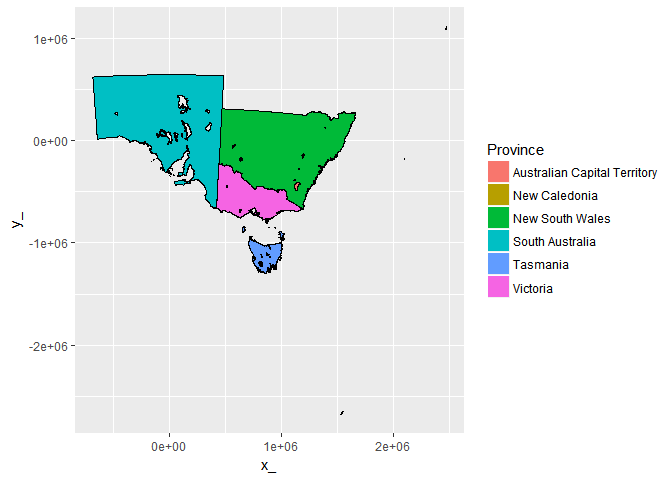 1e+06
0e+00
-1e+06
-2e+06
y_
0e+00 1e+06 2e+06
x_
Province
Australian Capital Territory
New Caledonia
New South Wales
South Australia
Tasmania
Victoria